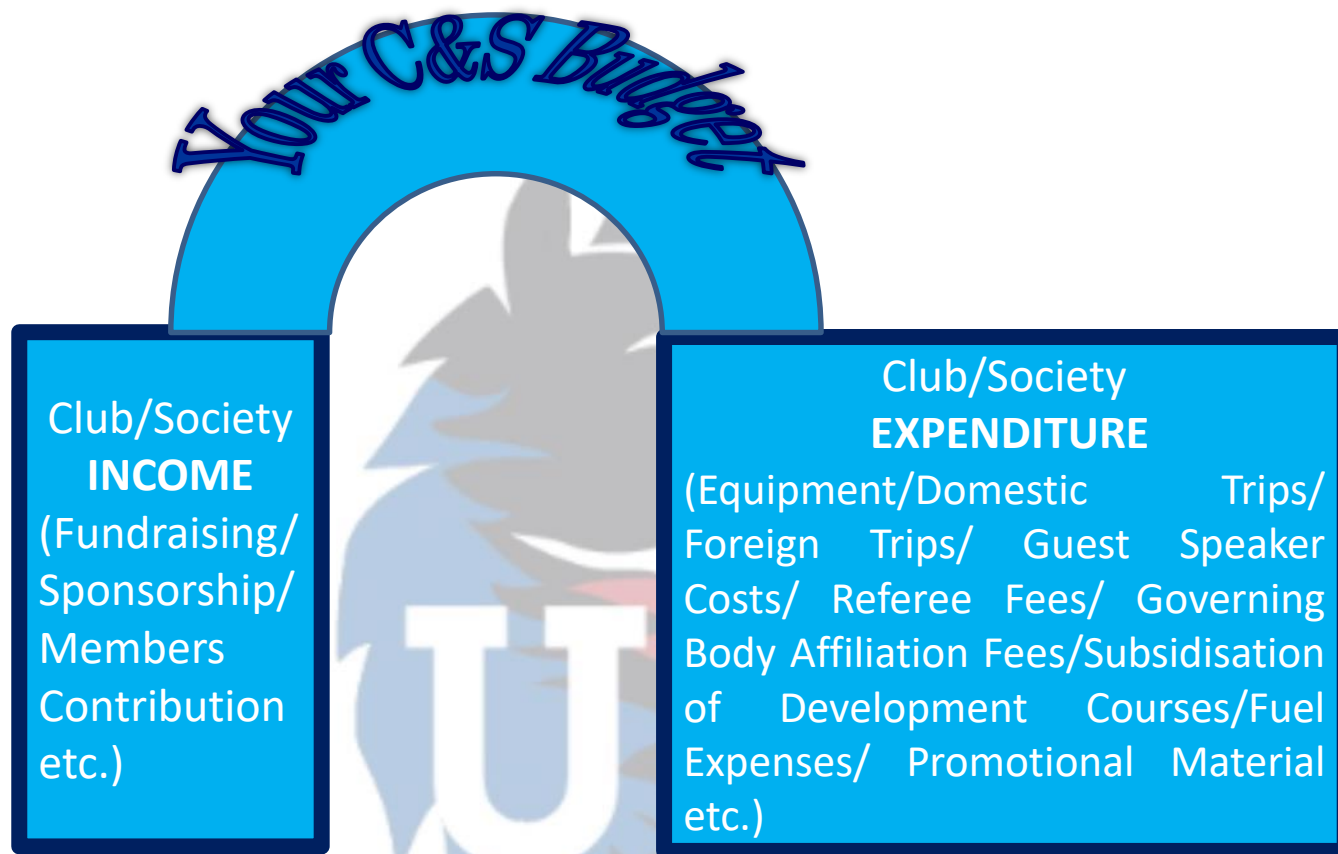 Your C&S Budget
Club/Society
INCOME
(Fundraising/
Sponsorship/
Members
Contribution
etc.)
Club/Society
EXPENDITURE
(Equipment/Domestic Trips/
Foreign Trips/ Guest Speaker
Costs/ Referee Fees/ Governing
Body Affiliation Fees/Subsidisation
of Development Courses/Fuel
Expenses/ Promotional Material
etc.)
U